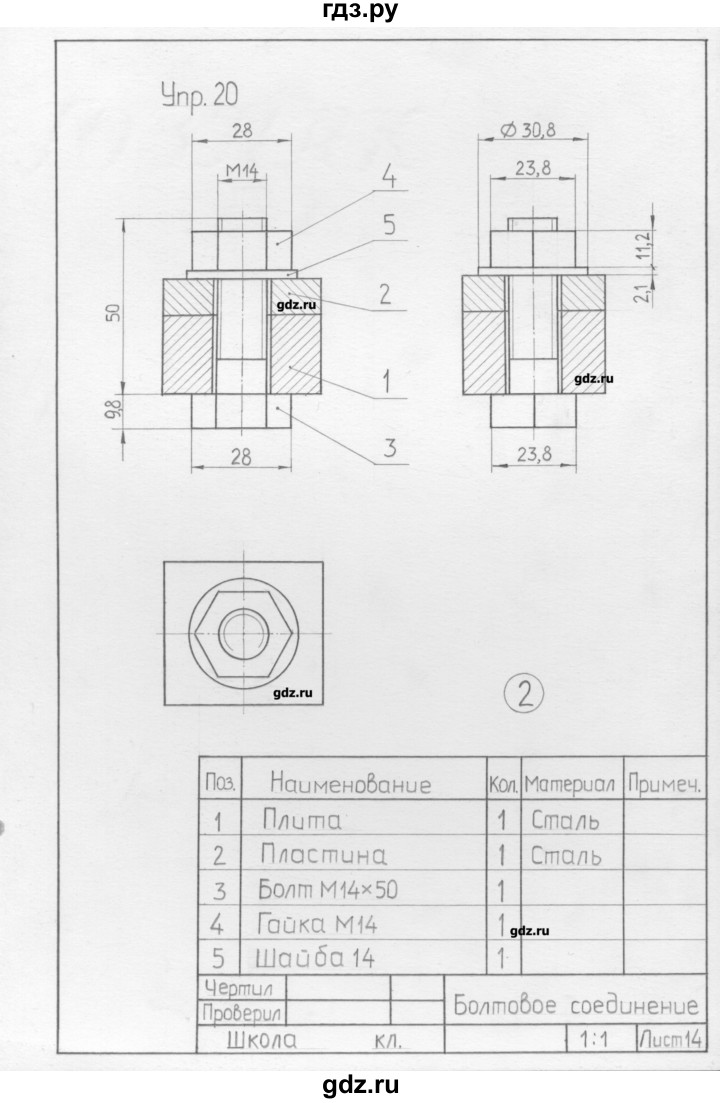 гдз.ру
Упр. 20
28
М14
4
5
2
1
3
50
9,8
28
gdz.ru
Ø 30,8
23,8
11,2
2,1
gdz.ru
23,8
gdz.ru
2
Поз. Наименование Кол. Материал Примеч.
1 Плита 1 Сталь
2 Пластина 1 Сталь
3 Болт М14×50 1
4 Гайка М14 1 gdz.ru
5 Шайба 14 1
Чертил
Проверил
Болтовое соединение
Школа кл. 1:1 Лист 14
gdz.ru